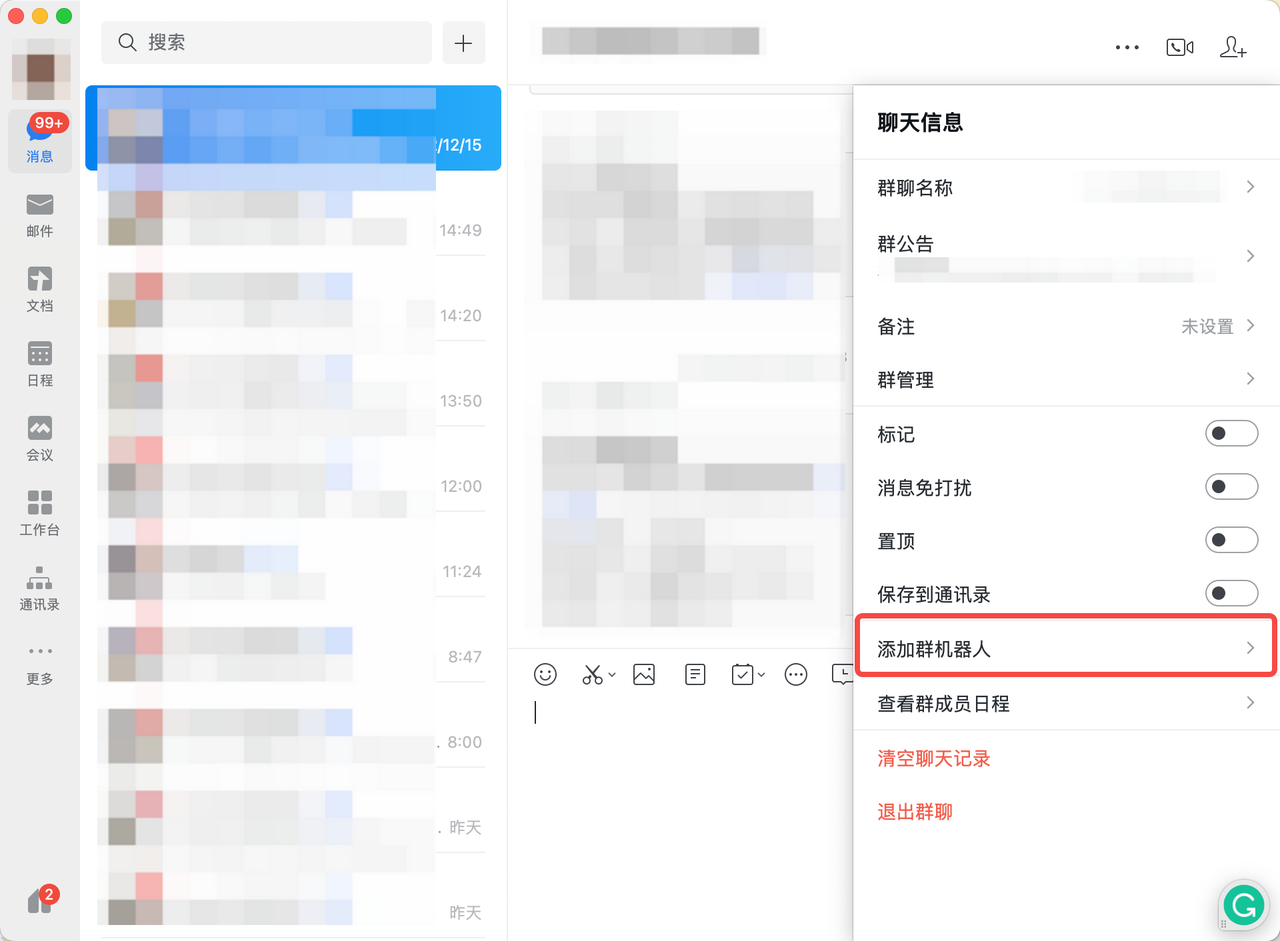 搜索
99+
消息
邮件
文档
日程
会议
工作台
通讯录
更多
2
/12/15
14:49
14:20
13:50
12:00
11:24
8:47
8:00
昨天
昨天
聊天信息
群聊名称
群公告
备注
未设置
群管理
标记
消息免打扰
置顶
保存到通讯录
添加群机器人
查看群成员日程
清空聊天记录
退出群聊